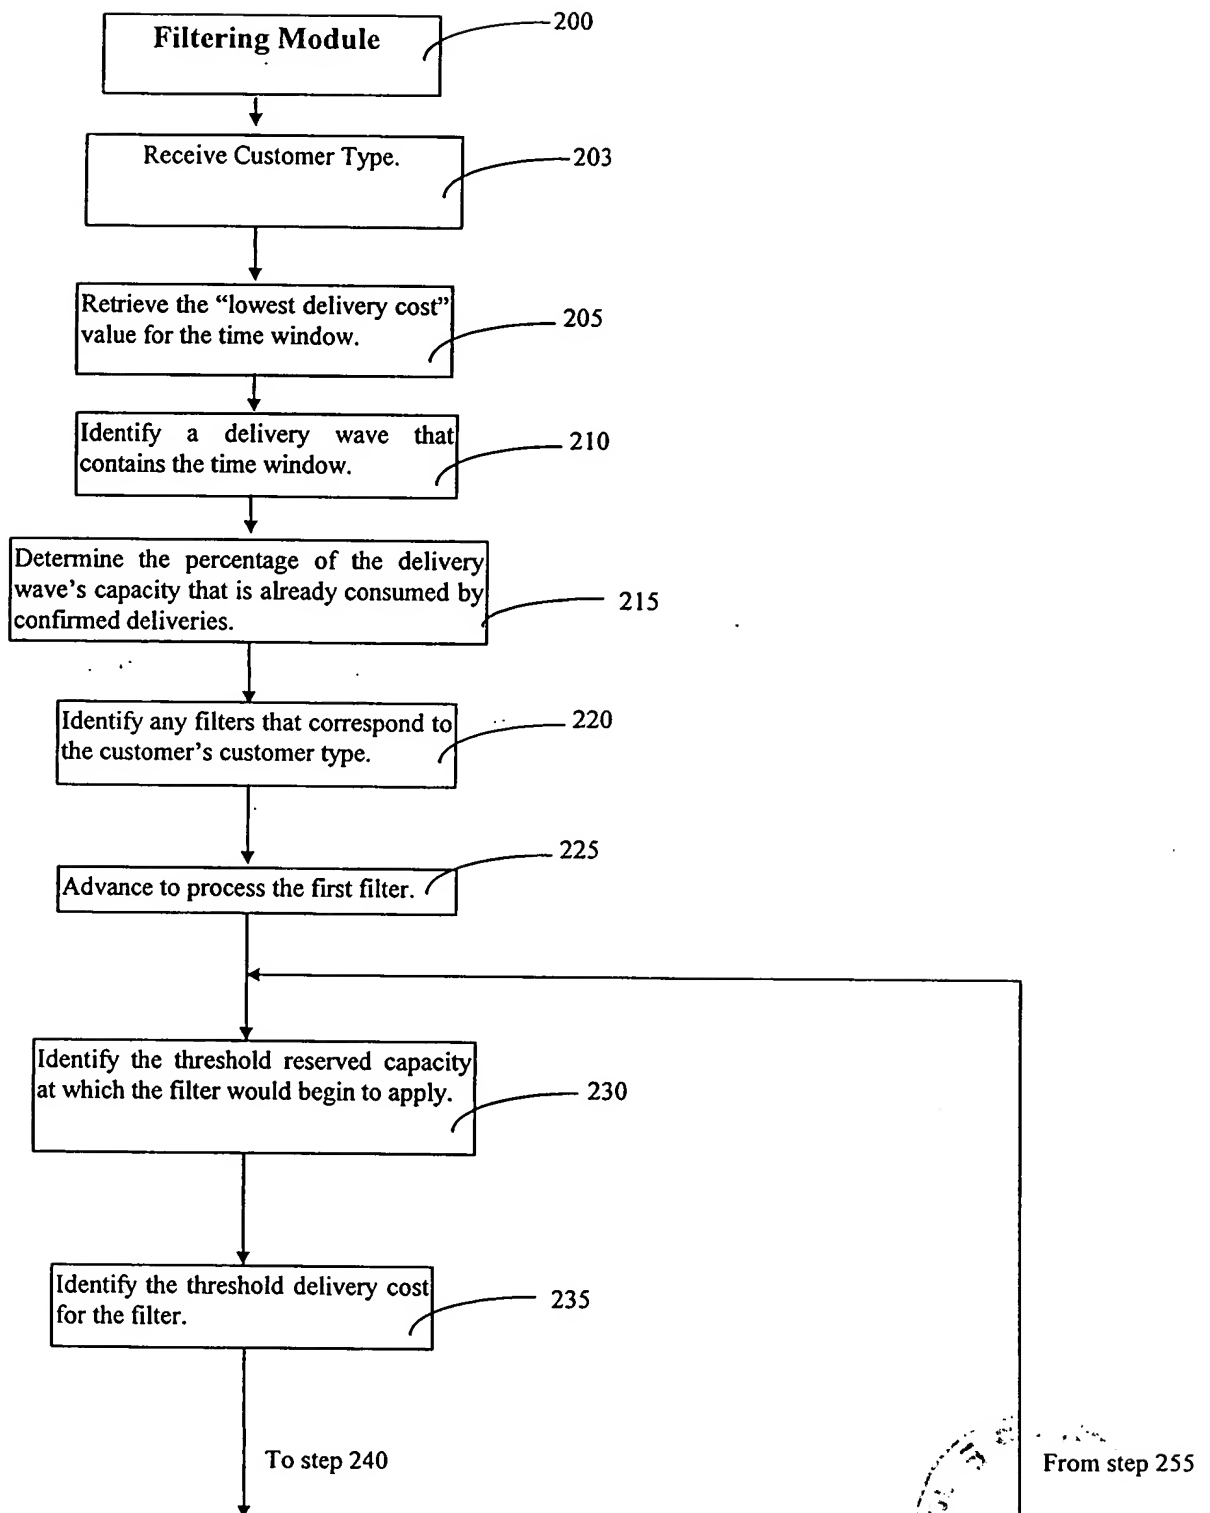 Filtering Module
200
Receive Customer Type.
203
Retrieve the “lowest delivery cost”
value for the time window.
205
Identify a delivery wave that
contains the time window.
210
Determine the percentage of the delivery
wave’s capacity that is already consumed by
confirmed deliveries.
215
Identify any filters that correspond to
the customer’s customer type.
220
Advance to process the first filter.
225
Identify the threshold reserved capacity
at which the filter would begin to apply.
230
Identify the threshold delivery cost
for the filter.
235
To step 240
From step 255